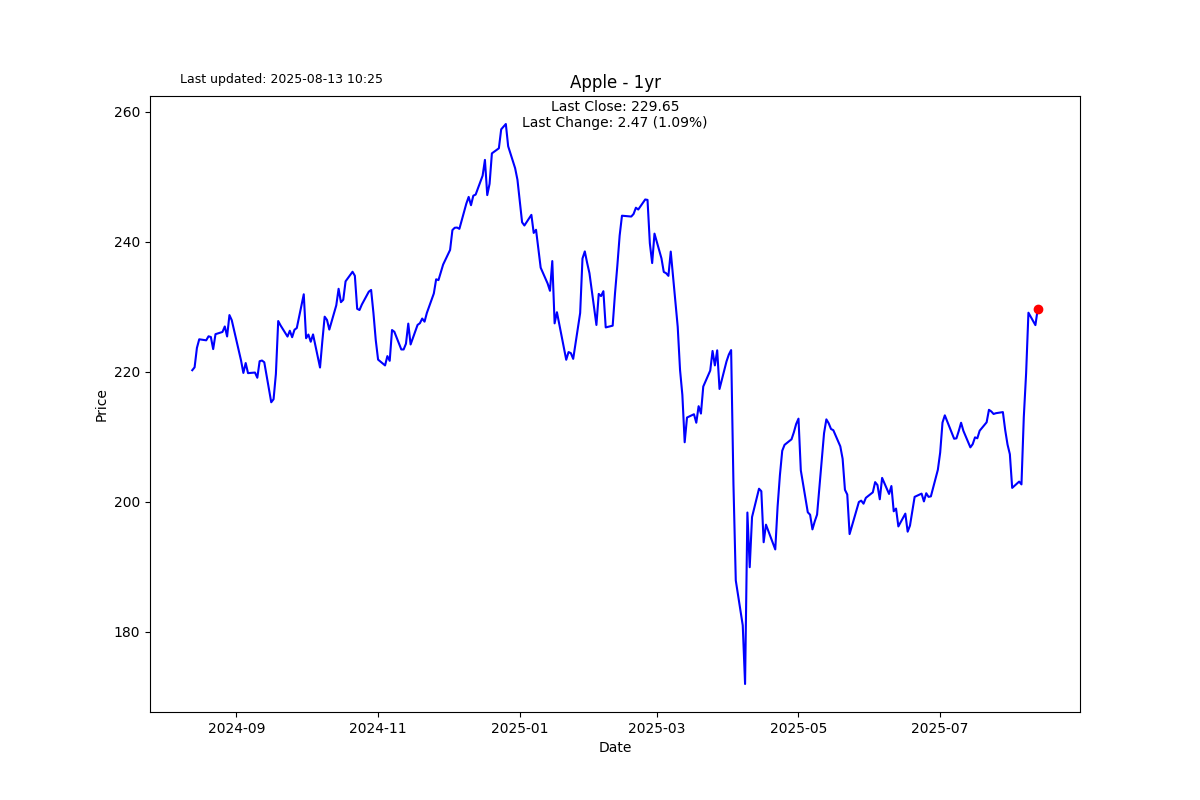 Last updated: 2025-08-13 10:25
Apple - 1yr
Last Close: 229.65
Last Change: 2.47 (1.09%)
260
240
220
200
180
Price
2024-09
2024-11
2025-01
2025-03
2025-05
2025-07
Date